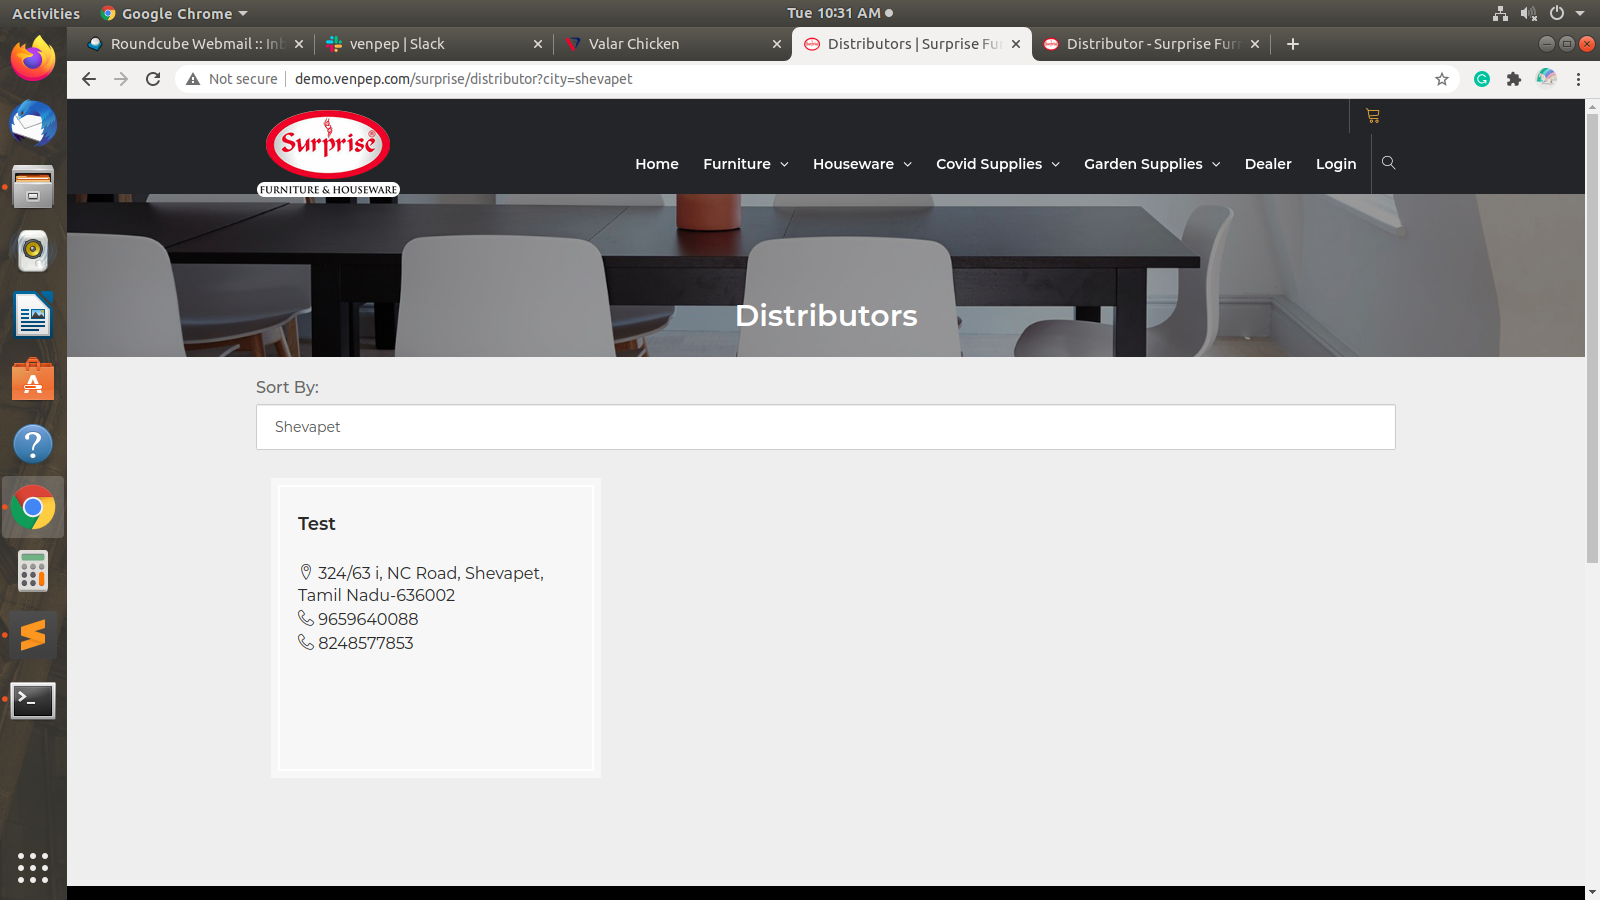 Activities
Google Chrome
Tue 10:31 AM
Roundcube Webmail :: Inb
venpep | Slack
Valar Chicken
Distributors | Surprise Fu
Distributor - Surprise Furn
Not secure
demo.venpep.com/surprise/distributor?city=shevapet
Surprise
FURNITURE & HOUSEWARE
Home
Furniture
Houseware
Covid Supplies
Garden Supplies
Dealer
Login
Distributors
Sort By:
Shevapet
Test
324/63 i, NC Road, Shevapet,
Tamil Nadu-636002
9659640088
8248577853